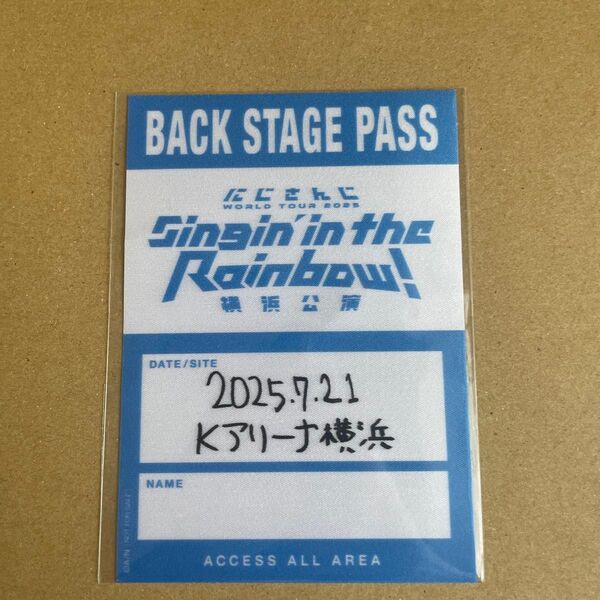 BACK STAGE PASS
にじさんじ
WORLD TOUR 2025
Singin' in the
Rainbow!
横浜公演
DATE/SITE
2025.7.21
Kアリーナ横浜
NAME
ACCESS ALL AREA